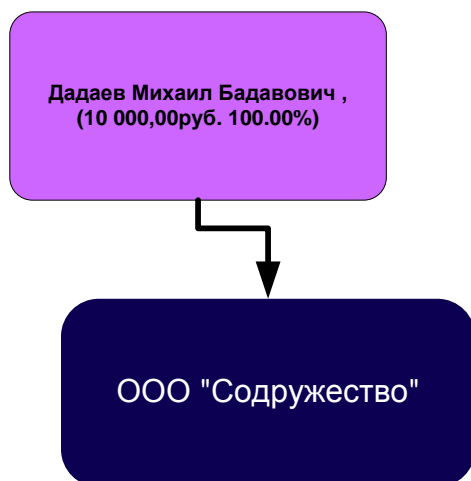 Дадаев Михаил Бадавович ,
(10 000,00руб. 100.00%)
ООО "Содружество"